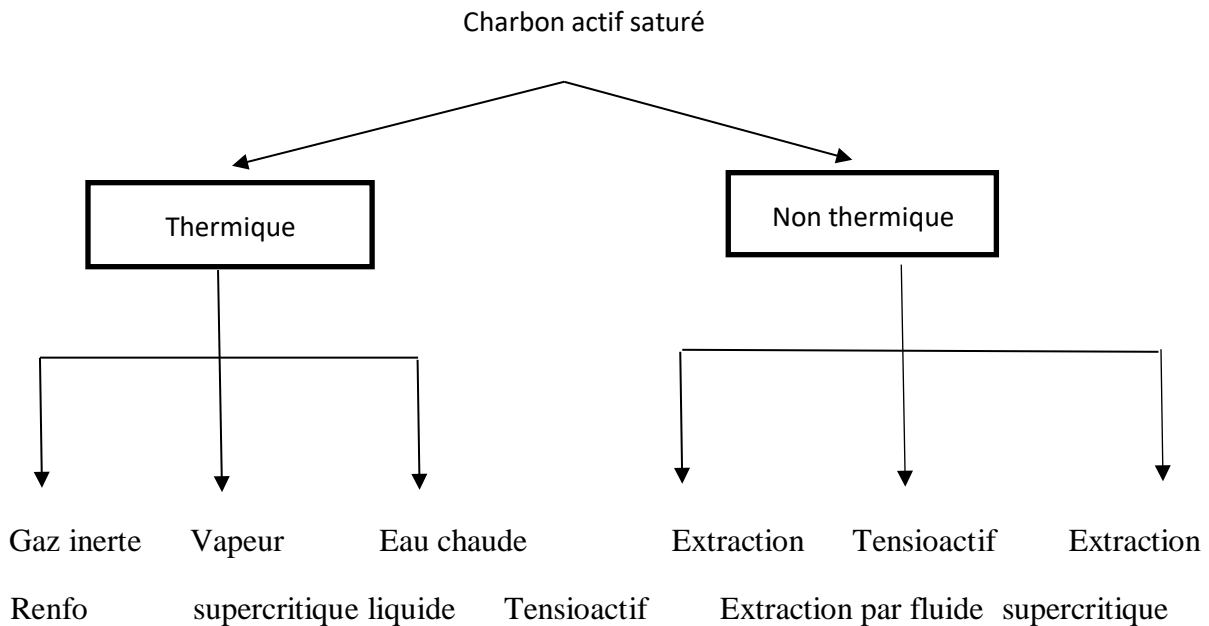 Charbon actif saturé
Thermique
Non thermique
Gaz inerte Vapeur Eau chaude Extraction Tensioactif Extraction
Renfo supercritique liquide Tensioactif Extraction par fluide supercritique